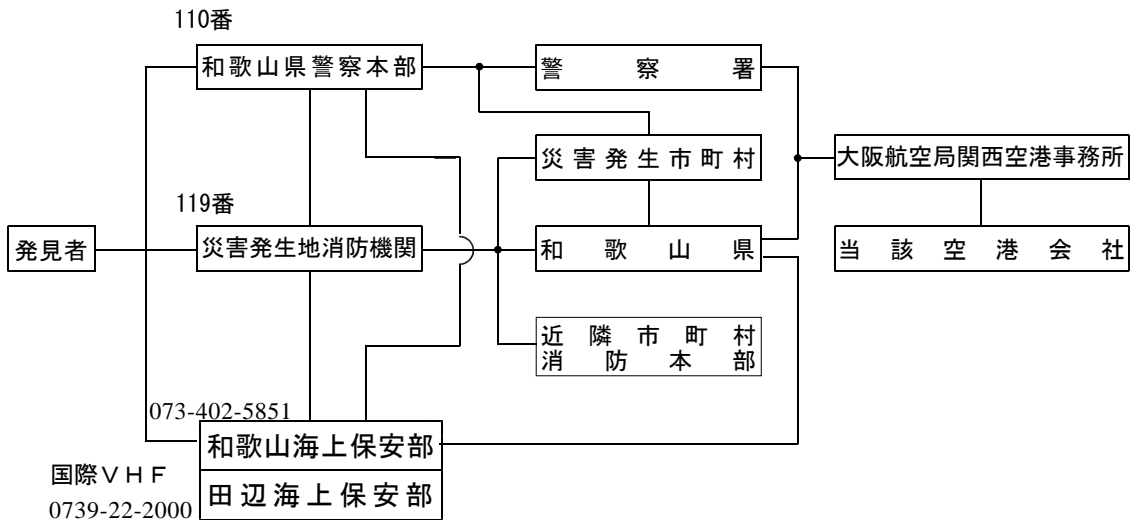 110番
和歌山県警察本部
警察署
災害発生市町村
大阪航空局関西空港事務所
119番
発見者
災害発生地消防機関
和歌山県
当該空港会社
近隣市町村
消防本部
073-402-5851
和歌山海上保安部
国際ＶＨＦ
田辺海上保安部
0739-22-2000